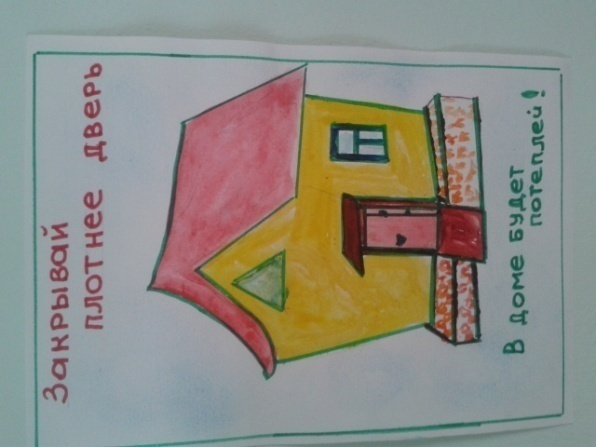 Закрывай
плотнее дверь
В доме будет
потеплей!